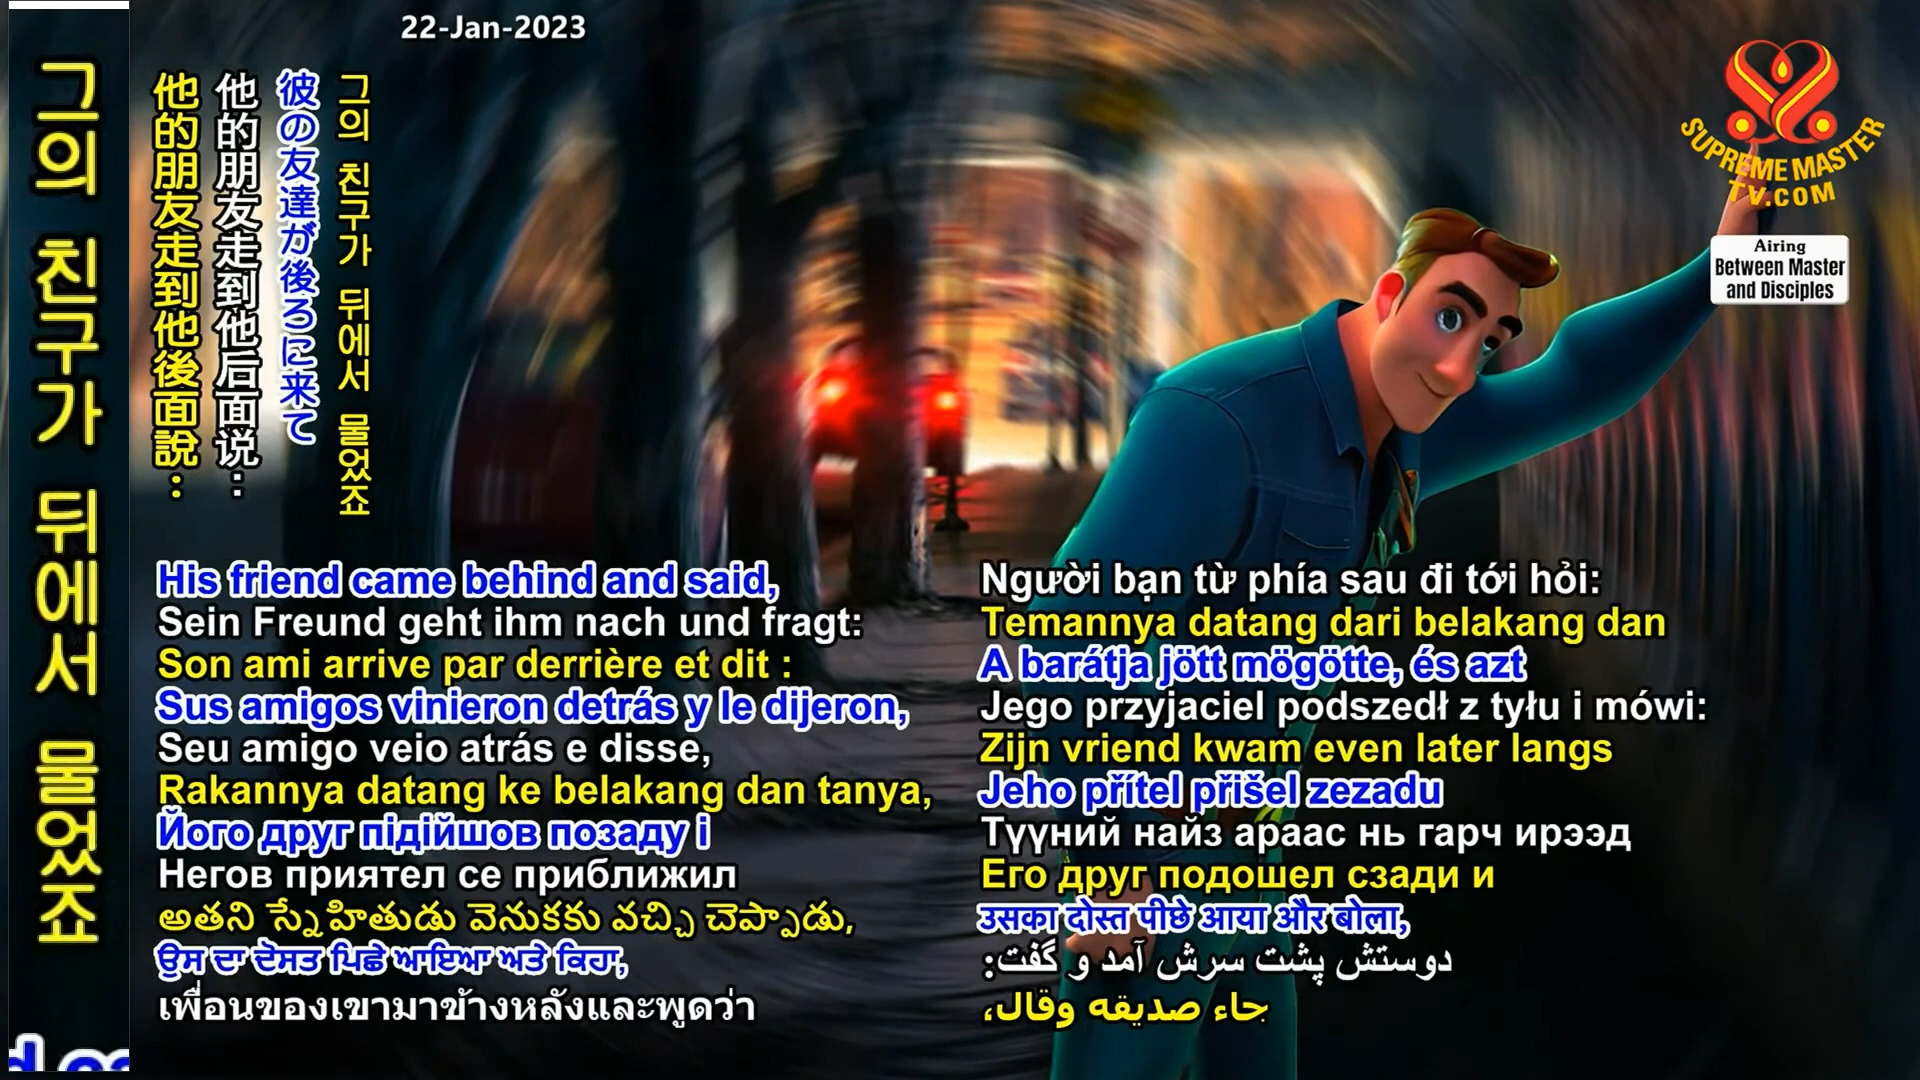 22-Jan-2023
그의 친구가 뒤에서 물었죠
他的朋友走到他後面說：
他的朋友走到他后面说：
彼の友達が後ろに来て
그의 친구가 뒤에서 물었죠
SUPREME MASTER
TV.COM
Airing
Between Master
and Disciples
His friend came behind and said,
Sein Freund geht ihm nach und fragt:
Son ami arrive par derrière et dit :
Sus amigos vinieron detrás y le dijeron,
Seu amigo veio atrás e disse,
Rakannya datang ke belakang dan tanya,
Його друг підійшов позаду і
Негов приятел се приближил
అతని స్నేహితుడు వెనుకకు వచ్చి చెప్పాడు,
ਉਸ ਦਾ ਦੋਸਤ ਪਿਛੇ ਆਇਆ ਅਤੇ ਕਿਹਾ,
เพื่อนของเขามาข้างหลังและพูดว่า
Người bạn từ phía sau đi tới hỏi:
Temannya datang dari belakang dan
A barátja jött mögötte, és azt
Jego przyjaciel podszedł z tyłu i mówi:
Zijn vriend kwam even later langs
Jeho přítel přišel zezadu
Түүний найз араас нь гарч ирээд
Его друг подошел сзади и
उसका दोस्त पीछे आया और बोला,
دوستش پشت سرش آمد و گفت:
جاء صديقه وقال،